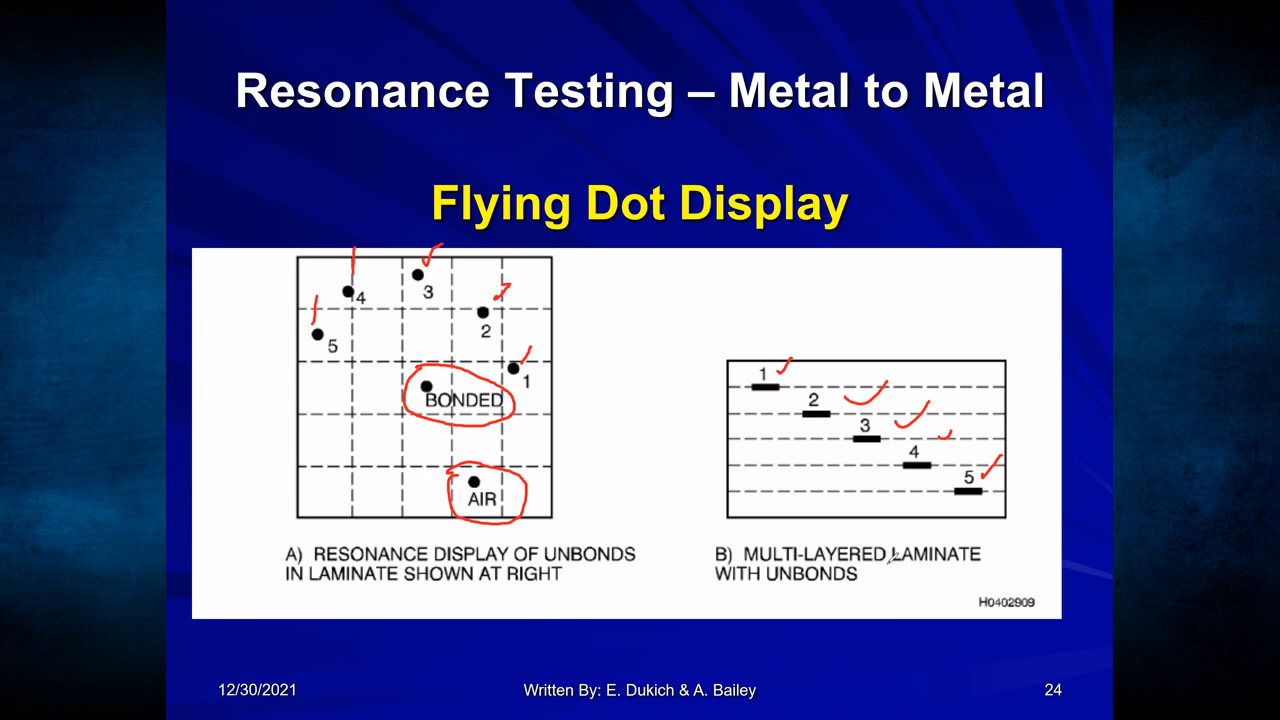 Resonance Testing – Metal to Metal
Flying Dot Display
4
3
2
5
1
BONDED
AIR
1
2
3
4
5
A) RESONANCE DISPLAY OF UNBONDS
IN LAMINATE SHOWN AT RIGHT
B) MULTI-LAYERED LAMINATE
WITH UNBONDS
H0402909
12/30/2021
Written By: E. Dukich & A. Bailey
24